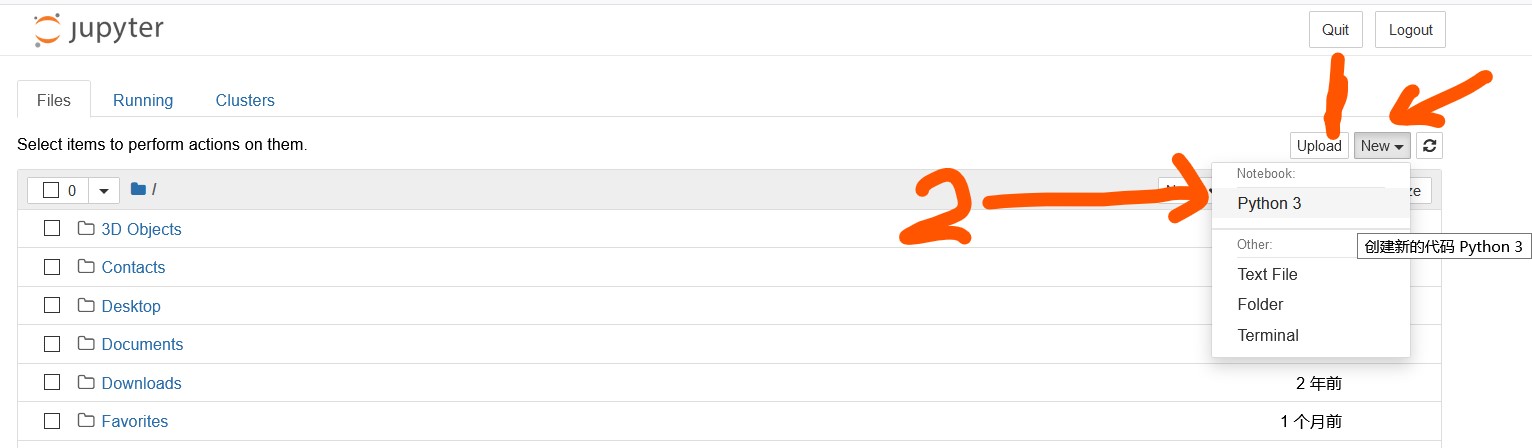 jupyter
Quit Logout
Files Running Clusters
Select items to perform actions on them.
Upload New
1
0 /
Notebook:
2
Python 3
3D Objects
Other:
创建新的代码 Python 3
Contacts
Text File
Desktop
Folder
Documents
Terminal
Downloads 2 年前
Favorites 1 个月前